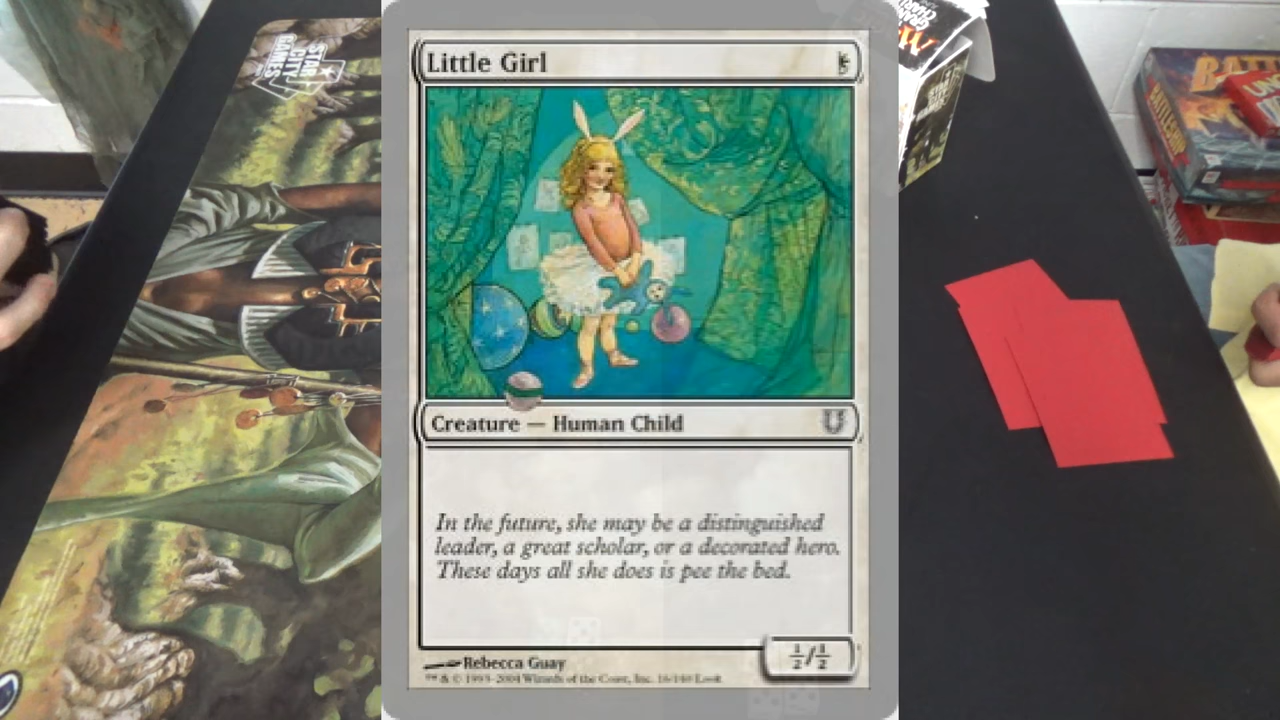 STAR
CITY
GAMES
Little Girl
Creature — Human Child
In the future, she may be a distinguished
leader, a great scholar, or a decorated hero.
These days all she does is pee the bed.
½/½
Rebecca Guay
™ & © 1993-2004 Wizards of the Coast, Inc. 16/140
BATTLESHIP